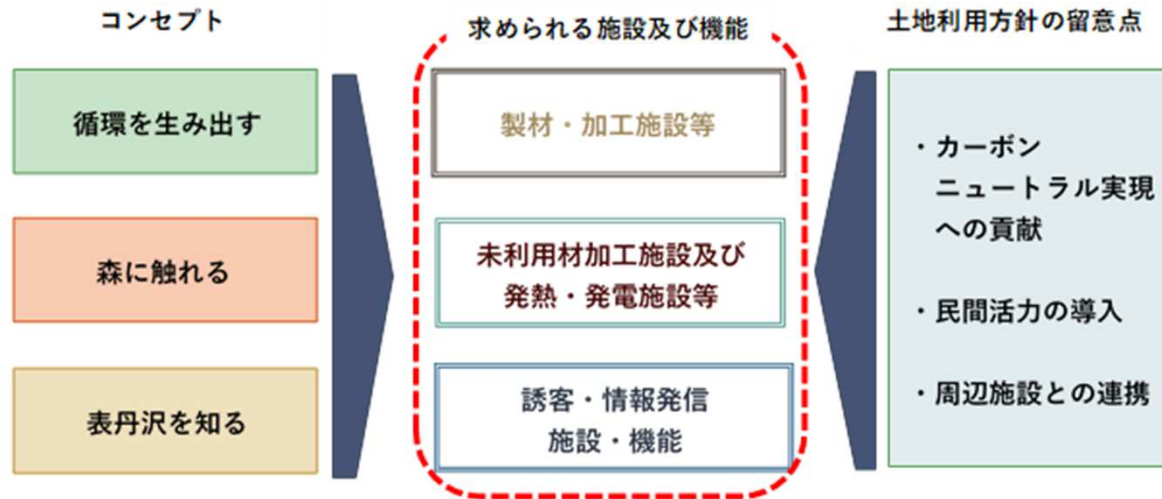 コンセプト
循環を生み出す
森に触れる
表丹沢を知る
求められる施設及び機能
製材・加工施設等
未利用材加工施設及び
発熱・発電施設等
誘客・情報発信
施設・機能
土地利用方針の留意点
・カーボン
ニュートラル実現
への貢献
・民間活力の導入
・周辺施設との連携